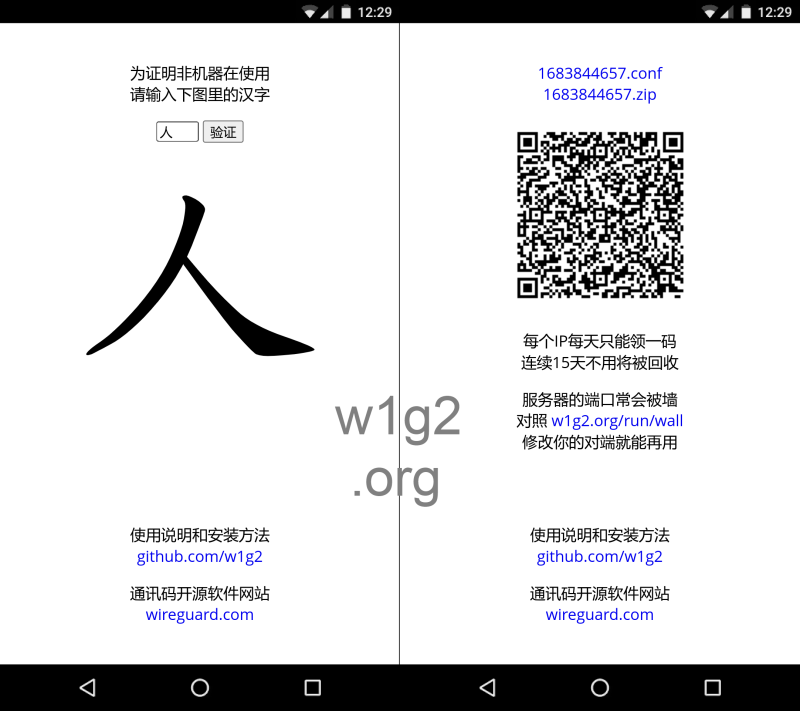 12:29
为证明非机器在使用
请输入下图里的汉字
人 验证
人
使用说明和安装方法
github.com/w1g2
通讯码开源软件网站
wireguard.com
w1g2
.org
12:29
1683844657.conf
1683844657.zip
每个IP每天只能领一码
连续15天不用将被回收
服务器的端口常会被墙
对照 w1g2.org/run/wall
修改你的对端就能再用
使用说明和安装方法
github.com/w1g2
通讯码开源软件网站
wireguard.com